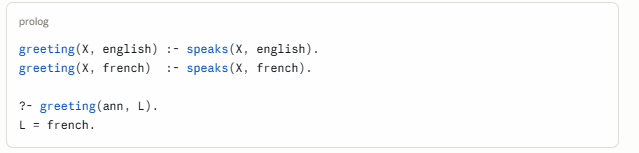 prolog
greeting(X, english) :- speaks(X, english).
greeting(X, french)  :- speaks(X, french).
?- greeting(ann, L).
L = french.